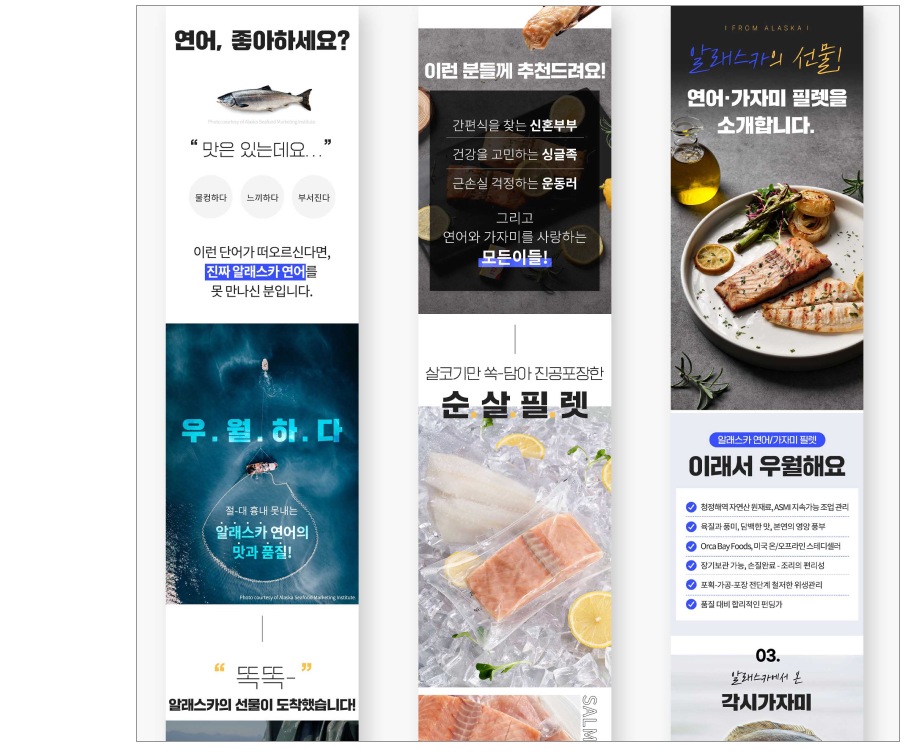 연어, 좋아하세요?
Photo courtesy of Alaska Seafood Marketing Institute
“ 맛은 있는데요...”
물컹하다
느끼하다
부서진다
이런 단어가 떠오르신다면,
진짜 알래스카 연어를
못 만나신 분입니다.
우.월.하.다
절-대 흉내 못내는
알래스카 연어의
맛과 품질!
Photo courtesy of Alaska Seafood Marketing Institute.
“ 똑똑- ”
알래스카의 선물이 도착했습니다!
이런 분들께 추천드려요!
간편식을 찾는 신혼부부
건강을 고민하는 싱글족
근손실 걱정하는 운동러
그리고
연어와 가자미를 사랑하는
모든이들!
살코기만 쏙-담아 진공포장한
순.살.필.렛
SALM
I FROM ALASKA I
알래스카의 선물!
연어·가자미 필렛을
소개합니다.
알래스카 연어/가자미 필렛
이래서 우월해요
청정해역 자연산 원재료, ASMI 지속가능 조업 관리
육질과 풍미, 담백한 맛, 본연의 영양 풍부
Orca Bay Foods, 미국 온/오프라인 스테디셀러
장기보관 가능, 손질완료 - 조리의 편리성
포획-가공-포장 전단계 철저한 위생관리
품질 대비 합리적인 펀딩가
03.
알래스카에서 온
각시가자미